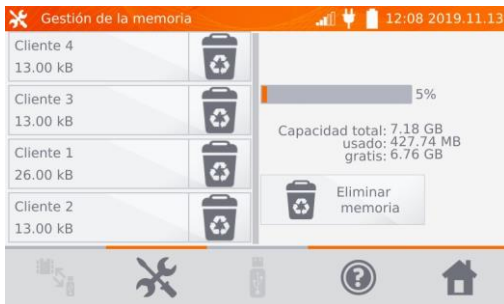 Gestión de la memoria
12:08 2019.11.13
Cliente 4
13.00 kB
Cliente 3
13.00 kB
Cliente 1
26.00 kB
Cliente 2
13.00 kB
5%
Capacidad total: 7.18 GB
usado: 427.74 MB
gratis: 6.76 GB
Eliminar
memoria